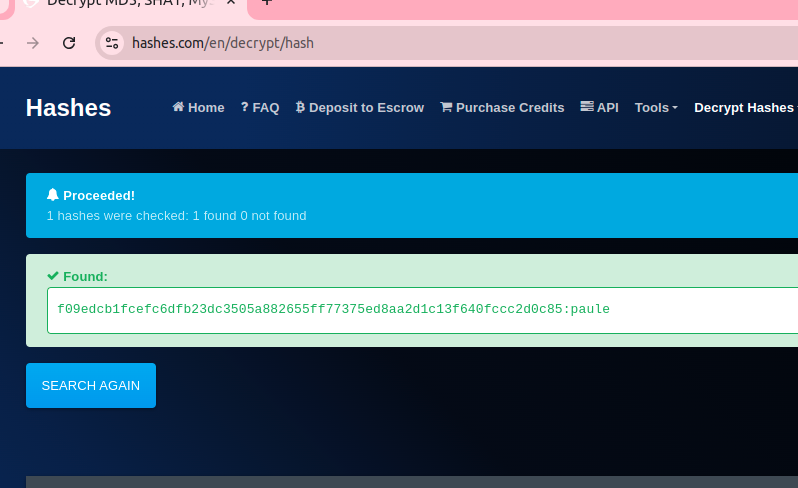 Decrypt MD5, SHA1, MyS
hashes.com/en/decrypt/hash
Hashes Home FAQ Deposit to Escrow Purchase Credits API Tools Decrypt Hashes
Proceeded!
1 hashes were checked: 1 found 0 not found
Found:
f09edcb1fcefc6dfb23dc3505a882655ff77375ed8aa2d1c13f640fccc2d0c85:paule
SEARCH AGAIN